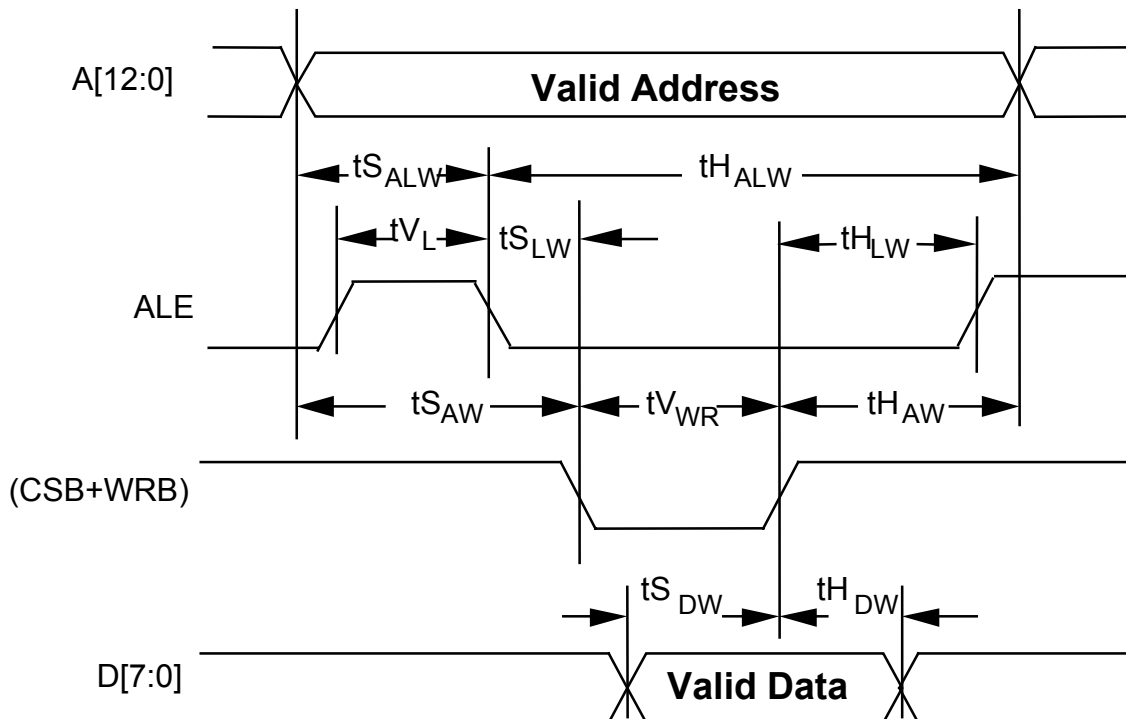 A[12:0]
Valid Address
tS ALW
tH ALW
tV L
tS LW
tH LW
ALE
tS AW
tV WR
tH AW
(CSB+WRB)
tS DW
tH DW
D[7:0]
Valid Data